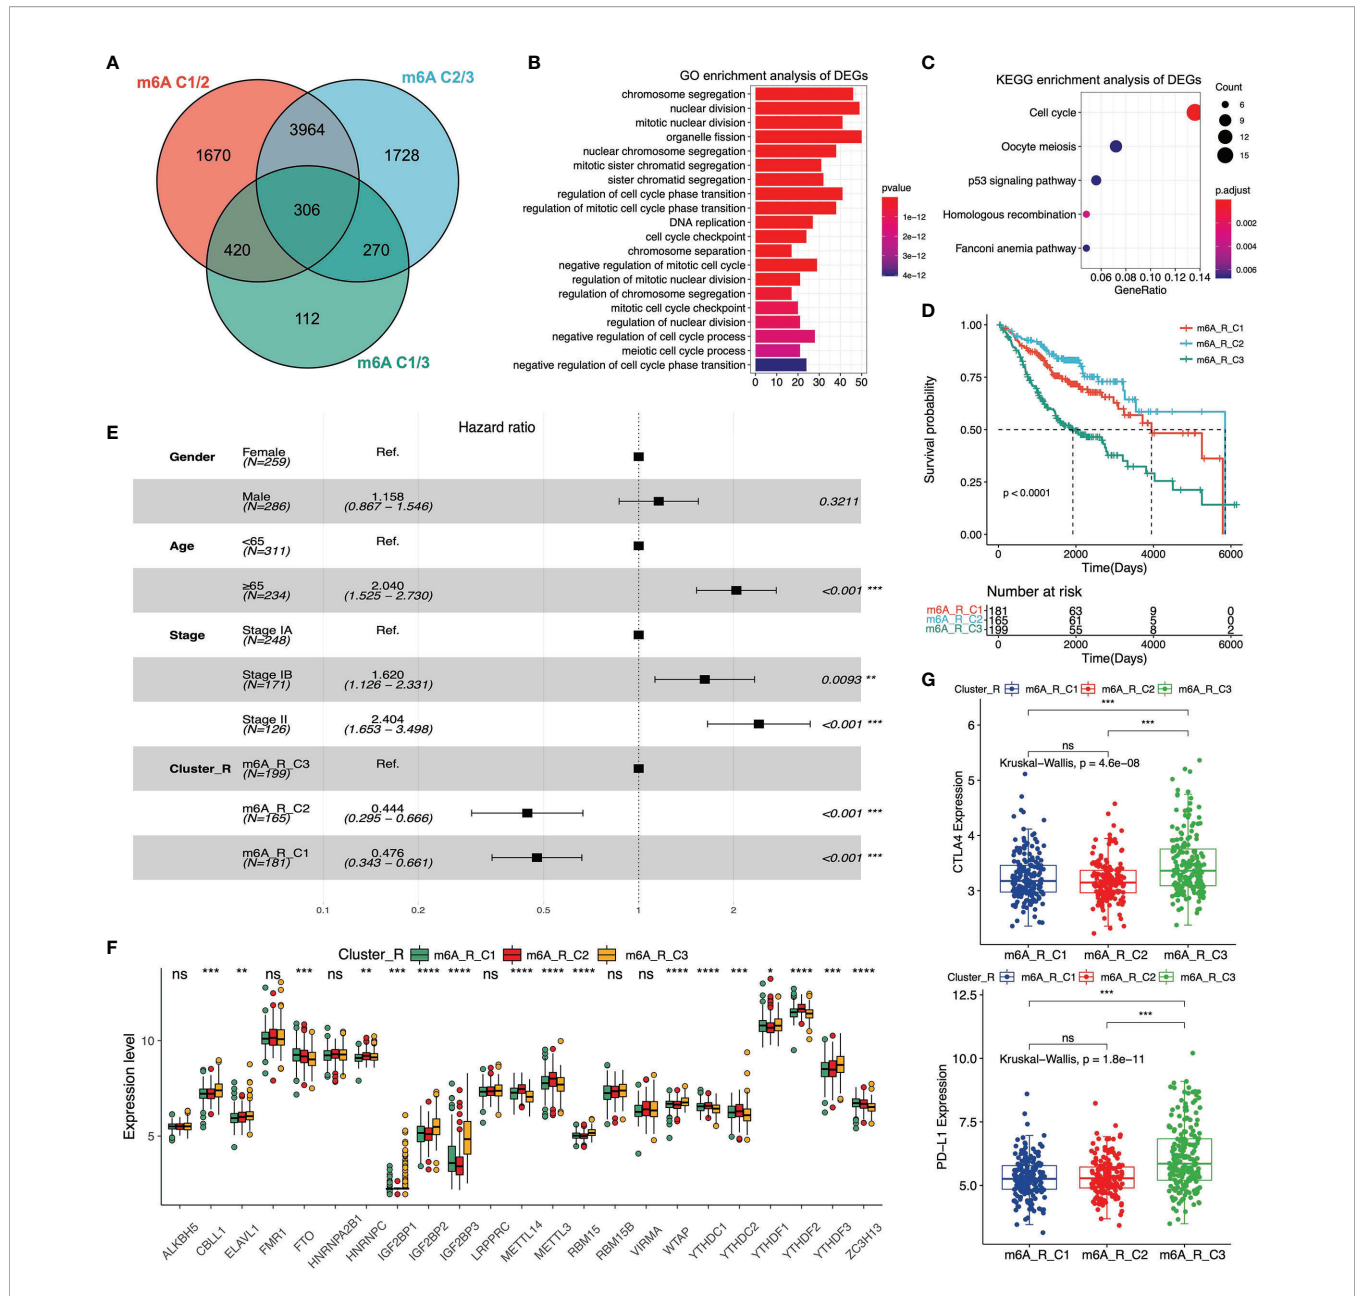 A
m6A C1/2
m6A C2/3
m6A C1/3
1670
3964
1728
306
420
270
112
B
GO enrichment analysis of DEGs
chromosome segregation
nuclear division
mitotic nuclear division
organelle fission
nuclear chromosome segregation
mitotic sister chromatid segregation
sister chromatid segregation
regulation of cell cycle phase transition
regulation of mitotic cell cycle phase transition
DNA replication
cell cycle checkpoint
chromosome separation
negative regulation of mitotic cell cycle
regulation of mitotic nuclear division
regulation of chromosome segregation
mitotic cell cycle checkpoint
regulation of nuclear division
negative regulation of cell cycle process
meiotic cell cycle process
negative regulation of cell cycle phase transition
0 10 20 30 40 50
pvalue
1e-12
2e-12
3e-12
4e-12
C
KEGG enrichment analysis of DEGs
Cell cycle
Oocyte meiosis
p53 signaling pathway
Homologous recombination
Fanconi anemia pathway
0.06 0.08 0.10 0.12 0.14
GeneRatio
Count
6
9
12
15
p.adjust
0.002
0.004
0.006
D
m6A_R_C1
m6A_R_C2
m6A_R_C3
Survival probability
1.00
0.75
0.50
0.25
0.00
p < 0.0001
0 2000 4000 6000
Time(Days)
Number at risk
m6A_R_C1 181 63 9 0
m6A_R_C2 165 61 5 0
m6A_R_C3 199 55 8 2
0 2000 4000 6000
Time(Days)
E
Hazard ratio
Gender Female Ref.
(N=259)
Male 1.158
(N=286) (0.867 − 1.546) 0.3211
Age <65 Ref.
(N=311)
≥65 2.040
(N=234) (1.525 − 2.730) <0.001 ***
Stage Stage IA Ref.
(N=248)
Stage IB 1.620
(N=171) (1.126 − 2.331) 0.0093 **
Stage II 2.404
(N=126) (1.653 − 3.498) <0.001 ***
Cluster_R m6A_R_C3 Ref.
(N=199)
m6A_R_C2 0.444
(N=165) (0.295 − 0.666) <0.001 ***
m6A_R_C1 0.476
(N=181) (0.343 − 0.661) <0.001 ***
0.1 0.2 0.5 1 2
F
Cluster_R m6A_R_C1 m6A_R_C2 m6A_R_C3
ns *** ** ns *** ns ** *** **** **** ns **** **** **** ns ns **** **** *** * **** *** ****
Expression level
10
5
ALKBH5 CBLL1 ELAVL1 FMR1 FTO HNRNPA2B1 HNRNPC IGF2BP1 IGF2BP2 IGF2BP3 LRPPRC METTL14 METTL3 RBM15 RBM15B VIRMA WTAP YTHDC1 YTHDC2 YTHDF1 YTHDF2 YTHDF3 ZC3H13
G
Cluster_R m6A_R_C1 m6A_R_C2 m6A_R_C3
***
***
ns
Kruskal−Wallis, p = 4.6e−08
CTLA4 Expression
6
5
4
3
m6A_R_C1 m6A_R_C2 m6A_R_C3
Cluster_R m6A_R_C1 m6A_R_C2 m6A_R_C3
***
***
ns
Kruskal−Wallis, p = 1.8e−11
PD−L1 Expression
12.5
10.0
7.5
5.0
m6A_R_C1 m6A_R_C2 m6A_R_C3